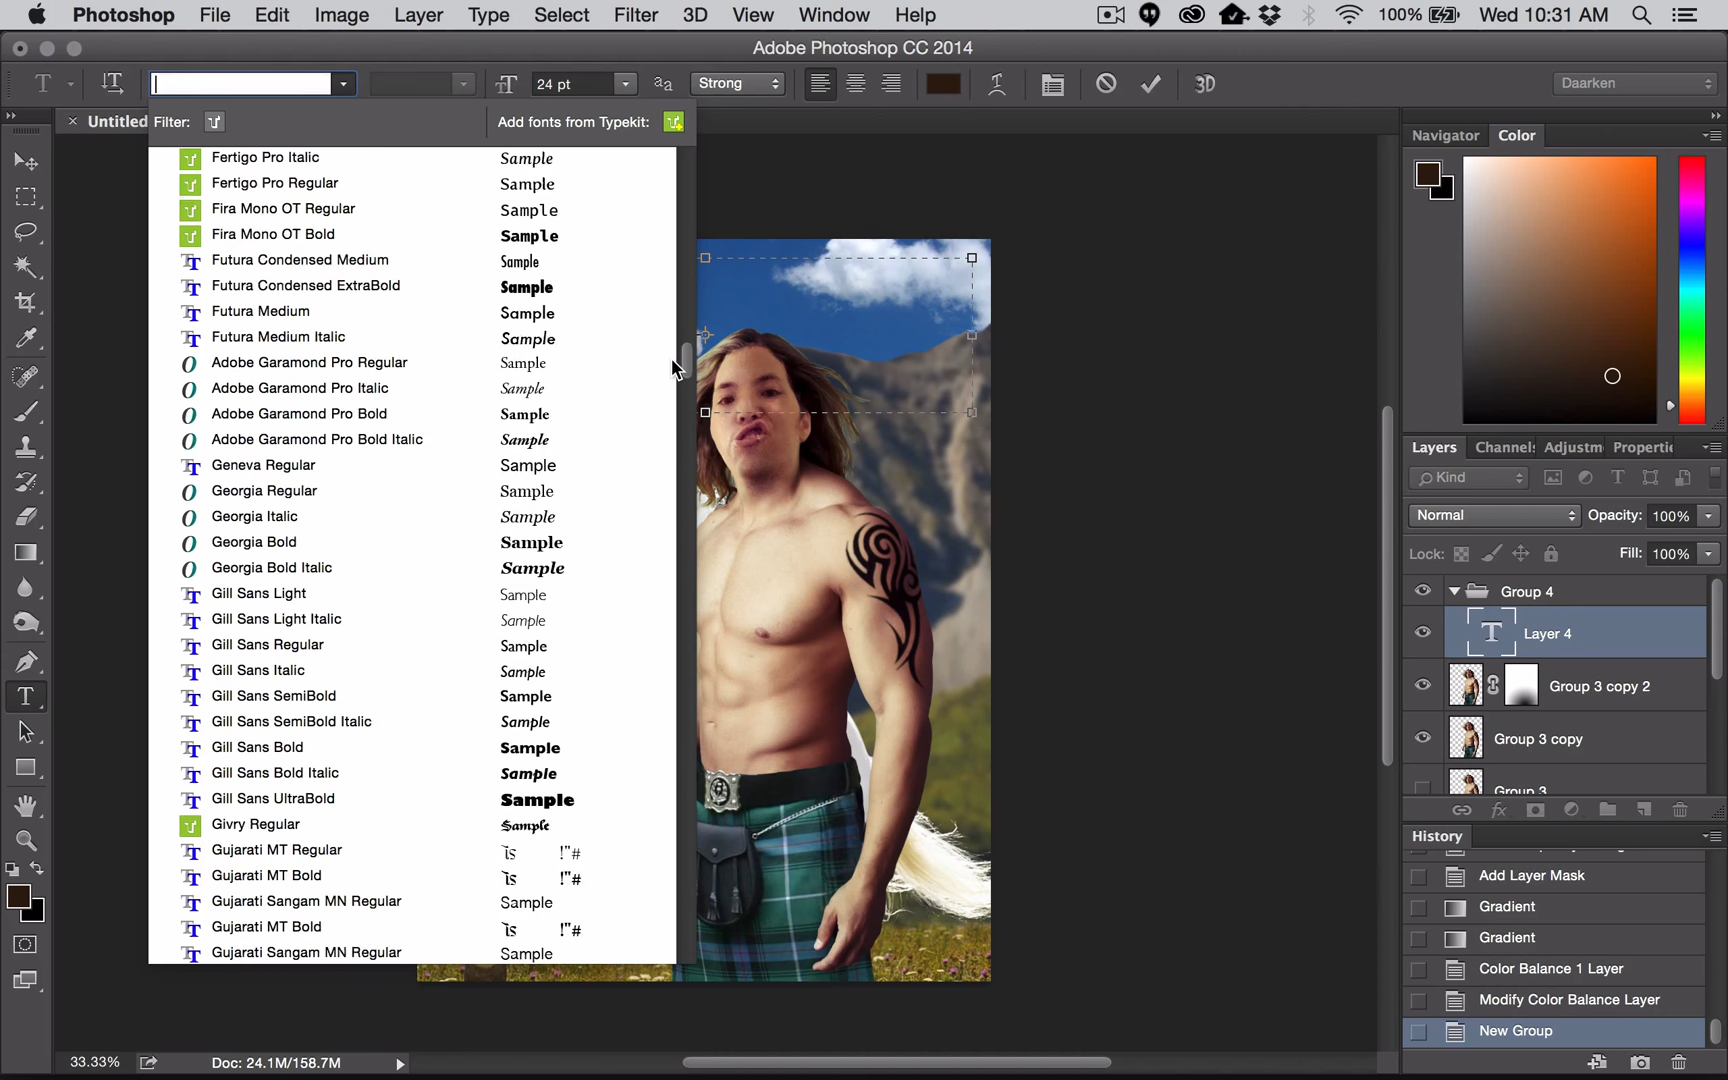 Photoshop File Edit Image Layer Type Select Filter 3D View Window Help 100% Wed 10:31 AM
Adobe Photoshop CC 2014
24 pt Strong 3D Daarken
Untitled
Filter: Add fonts from Typekit:
Fertigo Pro Italic Sample
Fertigo Pro Regular Sample
Fira Mono OT Regular Sample
Fira Mono OT Bold Sample
Futura Condensed Medium Sample
Futura Condensed ExtraBold Sample
Futura Medium Sample
Futura Medium Italic Sample
Adobe Garamond Pro Regular Sample
Adobe Garamond Pro Italic Sample
Adobe Garamond Pro Bold Sample
Adobe Garamond Pro Bold Italic Sample
Geneva Regular Sample
Georgia Regular Sample
Georgia Italic Sample
Georgia Bold Sample
Georgia Bold Italic Sample
Gill Sans Light Sample
Gill Sans Light Italic Sample
Gill Sans Regular Sample
Gill Sans Italic Sample
Gill Sans SemiBold Sample
Gill Sans SemiBold Italic Sample
Gill Sans Bold Sample
Gill Sans Bold Italic Sample
Gill Sans UltraBold Sample
Givry Regular Sample
Gujarati MT Regular !"#
Gujarati MT Bold !"#
Gujarati Sangam MN Regular Sample
Gujarati MT Bold !"#
Gujarati Sangam MN Regular Sample
33.33% Doc: 24.1M/158.7M
Navigator Color
Layers Channel Adjustm Properti
Kind
Normal Opacity: 100%
Lock: Fill: 100%
Group 4
Layer 4
Group 3 copy 2
Group 3 copy
Group 3
History
Add Layer Mask
Gradient
Gradient
Color Balance 1 Layer
Modify Color Balance Layer
New Group